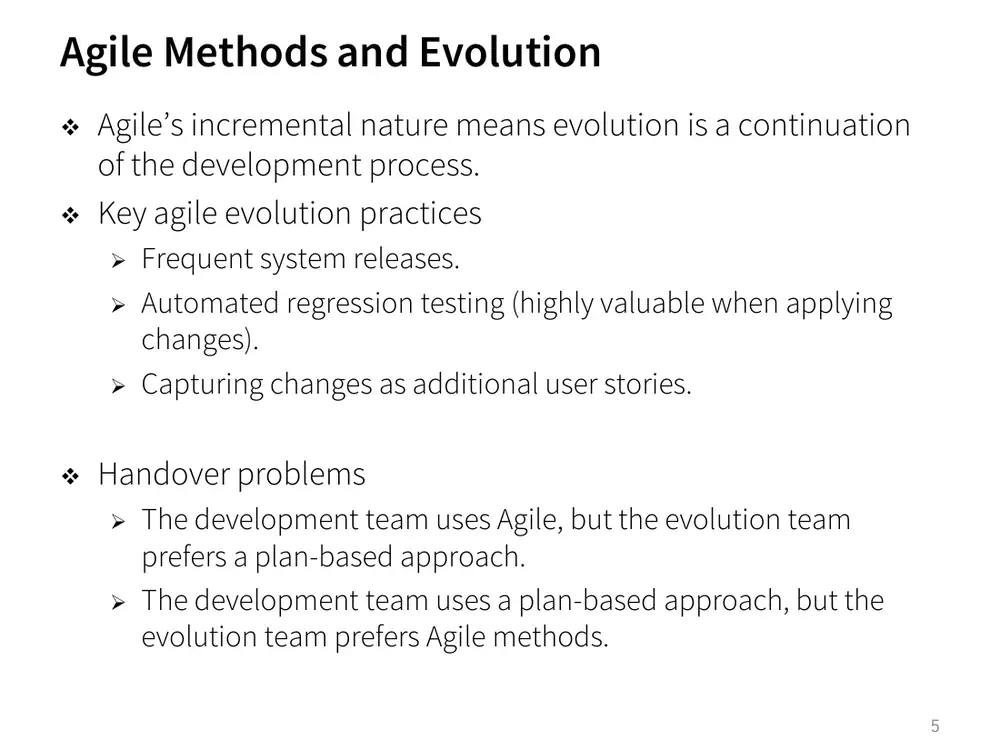 Agile Methods and Evolution
❖ Agile’s incremental nature means evolution is a continuation
of the development process.
❖ Key agile evolution practices
➢ Frequent system releases.
➢ Automated regression testing (highly valuable when applying
changes).
➢ Capturing changes as additional user stories.
❖ Handover problems
➢ The development team uses Agile, but the evolution team
prefers a plan-based approach.
➢ The development team uses a plan-based approach, but the
evolution team prefers Agile methods.
5